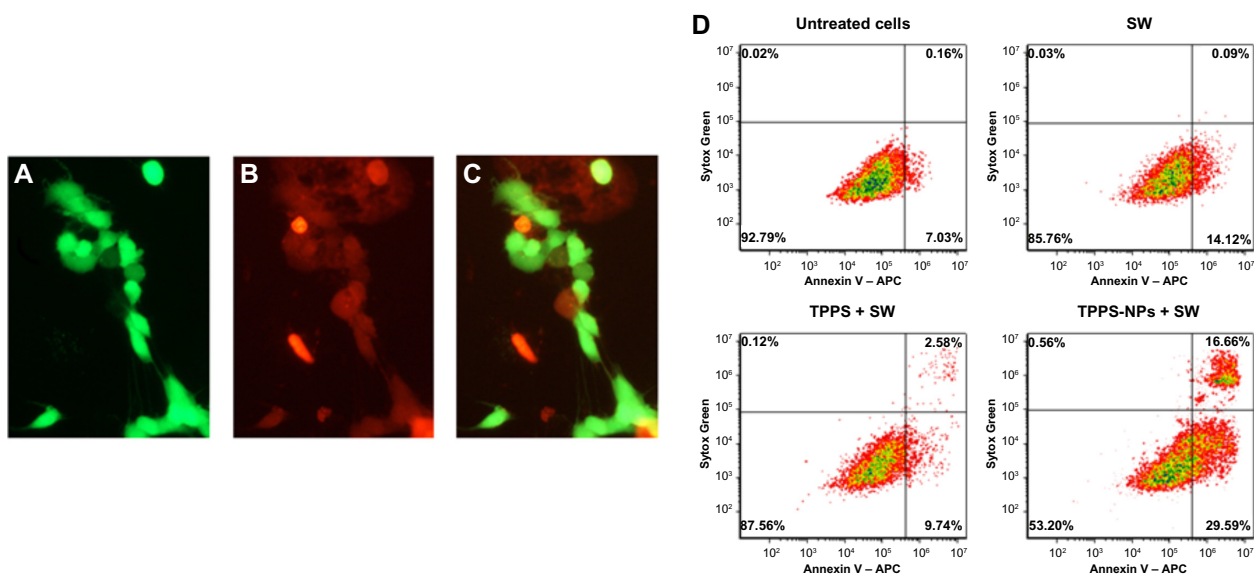 A
B
C
D
Untreated cells
0.02%
0.16%
10⁷
10⁶
10⁵
10⁴
10³
10²
Sytox Green
92.79%
7.03%
10² 10³ 10⁴ 10⁵ 10⁶ 10⁷
Annexin V – APC
SW
0.03%
0.09%
10⁷
10⁶
10⁵
10⁴
10³
10²
Sytox Green
85.76%
14.12%
10² 10³ 10⁴ 10⁵ 10⁶ 10⁷
Annexin V – APC
TPPS + SW
0.12%
2.58%
10⁷
10⁶
10⁵
10⁴
10³
10²
Sytox Green
87.56%
9.74%
10² 10³ 10⁴ 10⁵ 10⁶ 10⁷
Annexin V – APC
TPPS-NPs + SW
0.56%
16.66%
10⁷
10⁶
10⁵
10⁴
10³
10²
Sytox Green
53.20%
29.59%
10² 10³ 10⁴ 10⁵ 10⁶ 10⁷
Annexin V – APC